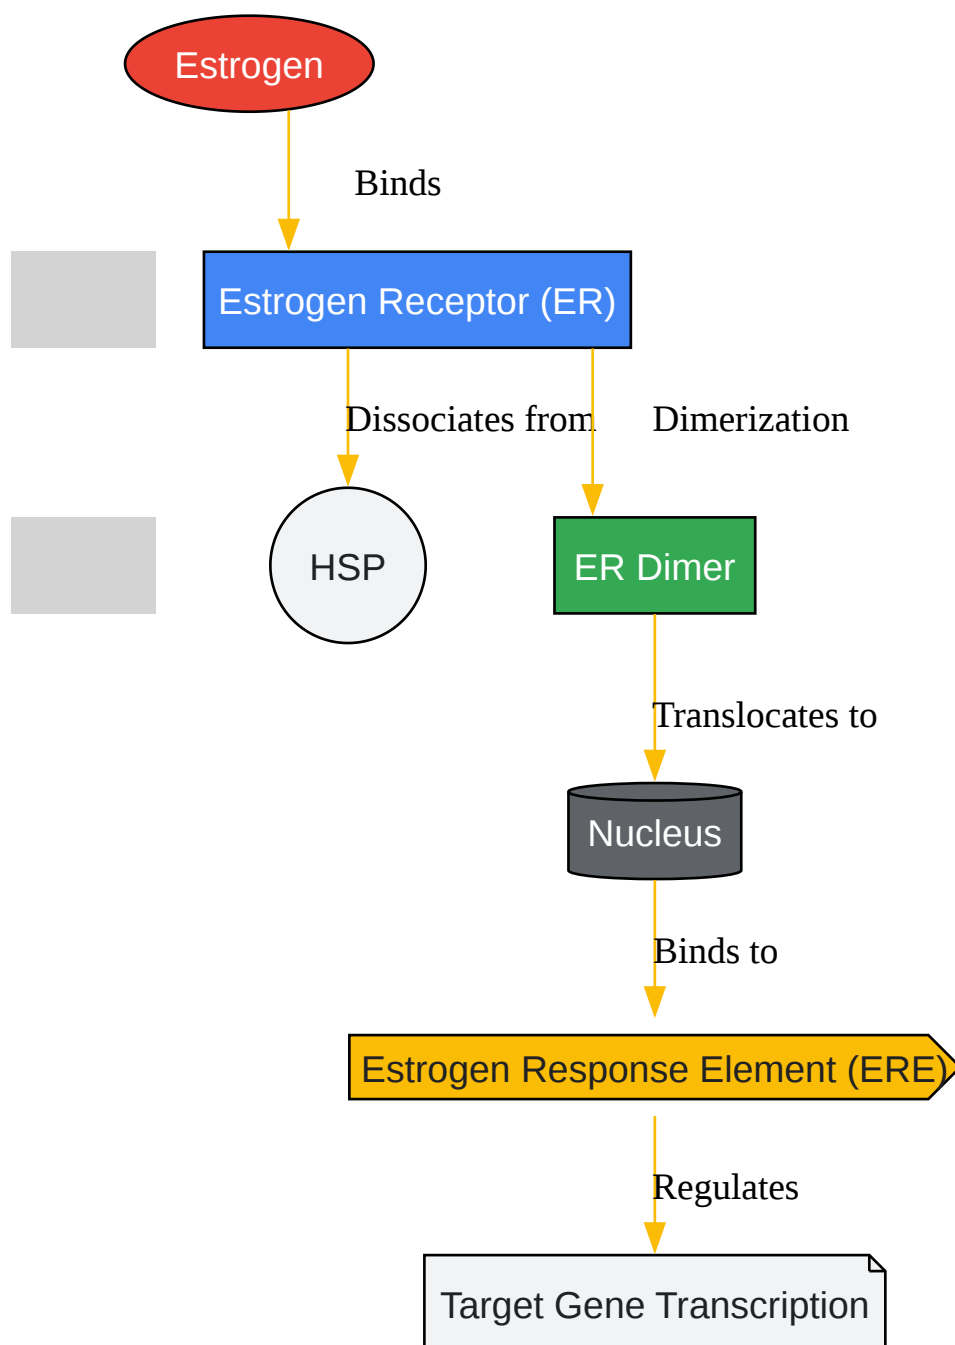 Estrogen
Binds
Estrogen Receptor (ER)
Dissociates from
Dimerization
HSP
ER Dimer
Translocates to
Nucleus
Binds to
Estrogen Response Element (ERE)
Regulates
Target Gene Transcription